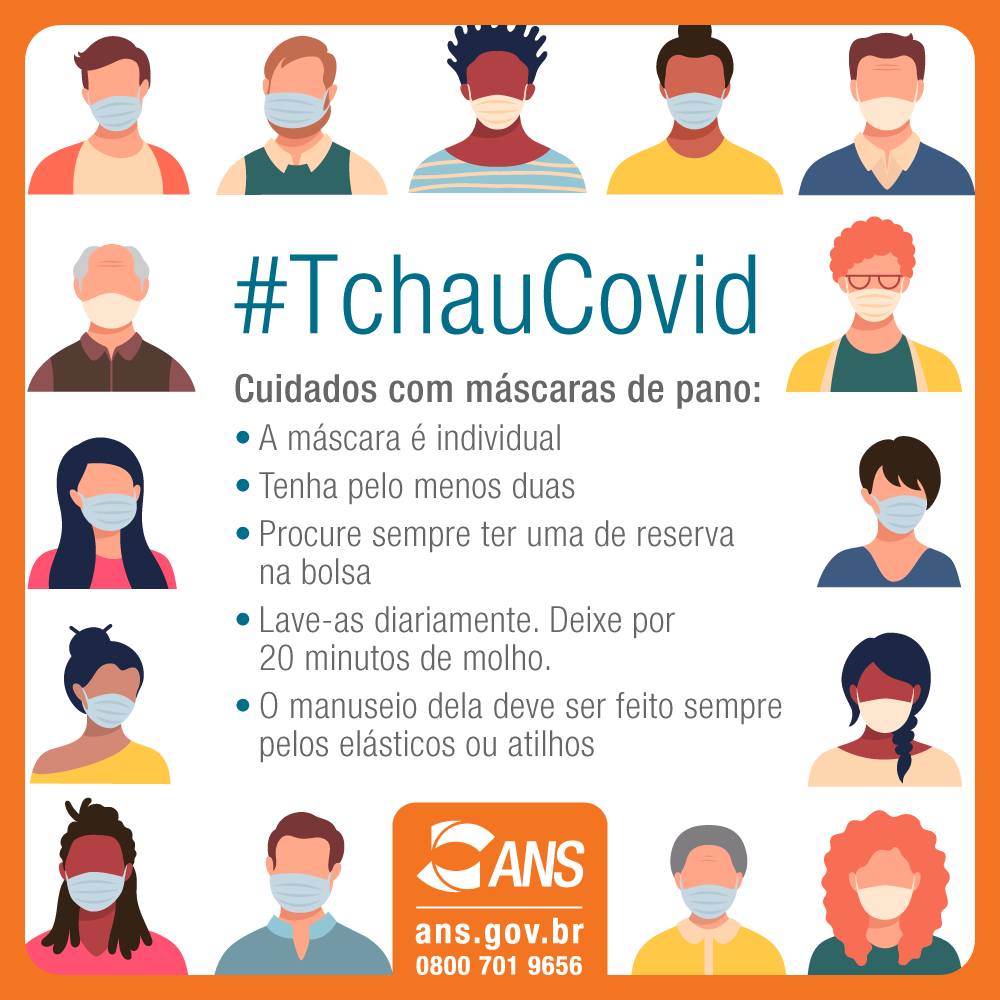 #TchauCovid
Cuidados com máscaras de pano:
• A máscara é individual
• Tenha pelo menos duas
• Procure sempre ter uma de reserva
na bolsa
• Lave-as diariamente. Deixe por
20 minutos de molho.
• O manuseio dela deve ser feito sempre
pelos elásticos ou atilhos
ANS
ans.gov.br
0800 701 9656